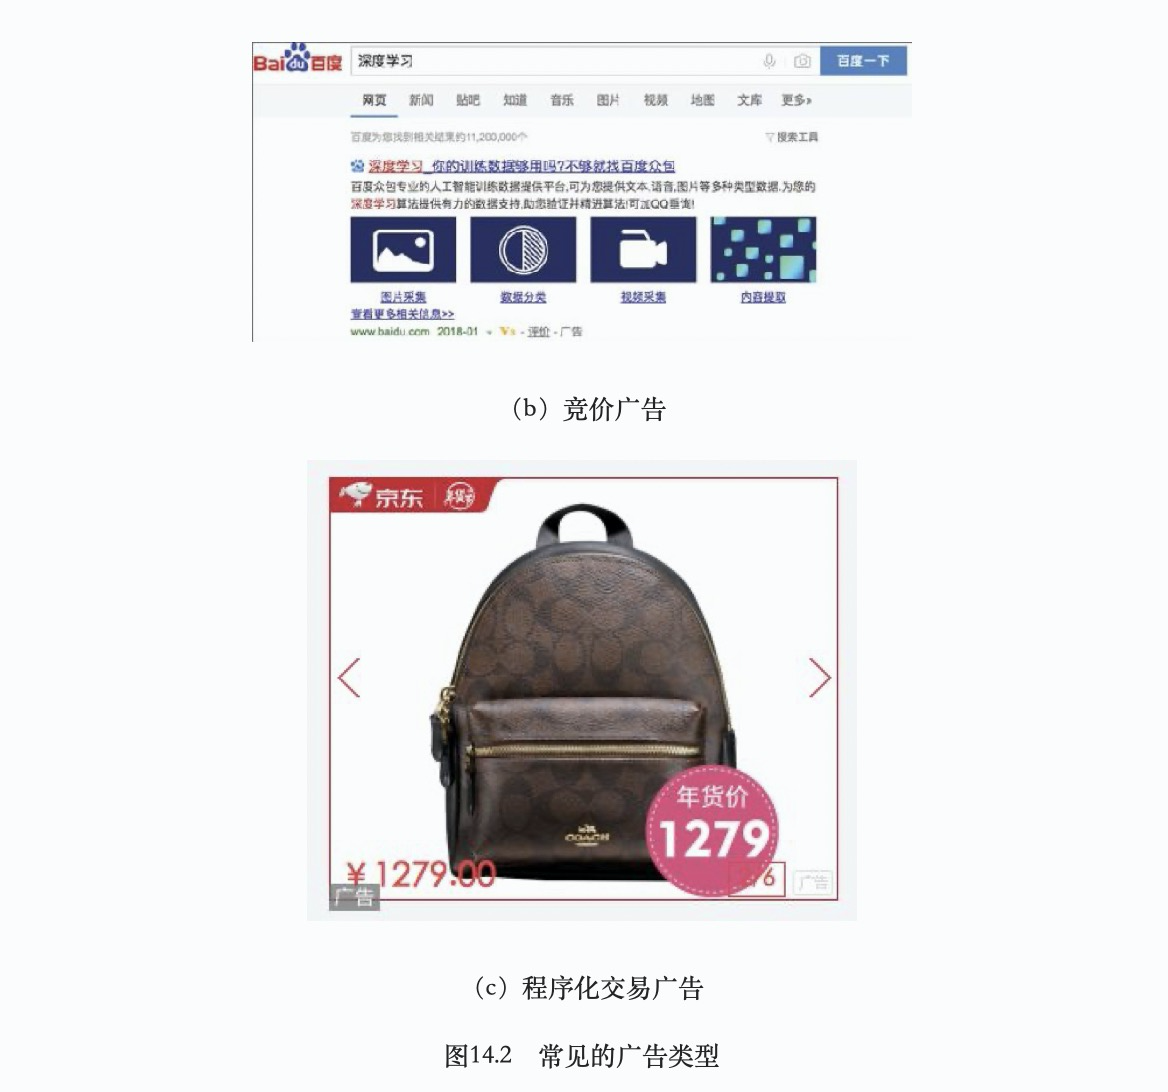 Baidu百度 深度学习 百度一下
网页 新闻 贴吧 知道 音乐 图片 视频 地图 文库 更多»
百度为您找到相关结果约11,200,000个 搜索工具
深度学习_你的训练数据够用吗?不够就找百度众包
百度众包专业的人工智能训练数据提供平台,可为您提供文本,语音,图片等多种类型数据,为您的
深度学习算法提供有力的数据支持,助您验证并精进算法!可加QQ垂询!
图片采集 数据分类 视频采集 内容提取
查看更多相关信息>>
www.baidu.com 2018-01 V3 - 评价 - 广告
（b）竞价广告
京东 年货节
COACH
年货价
1279
¥ 1279.00
/6 广告
广告
（c）程序化交易广告
图14.2 常见的广告类型